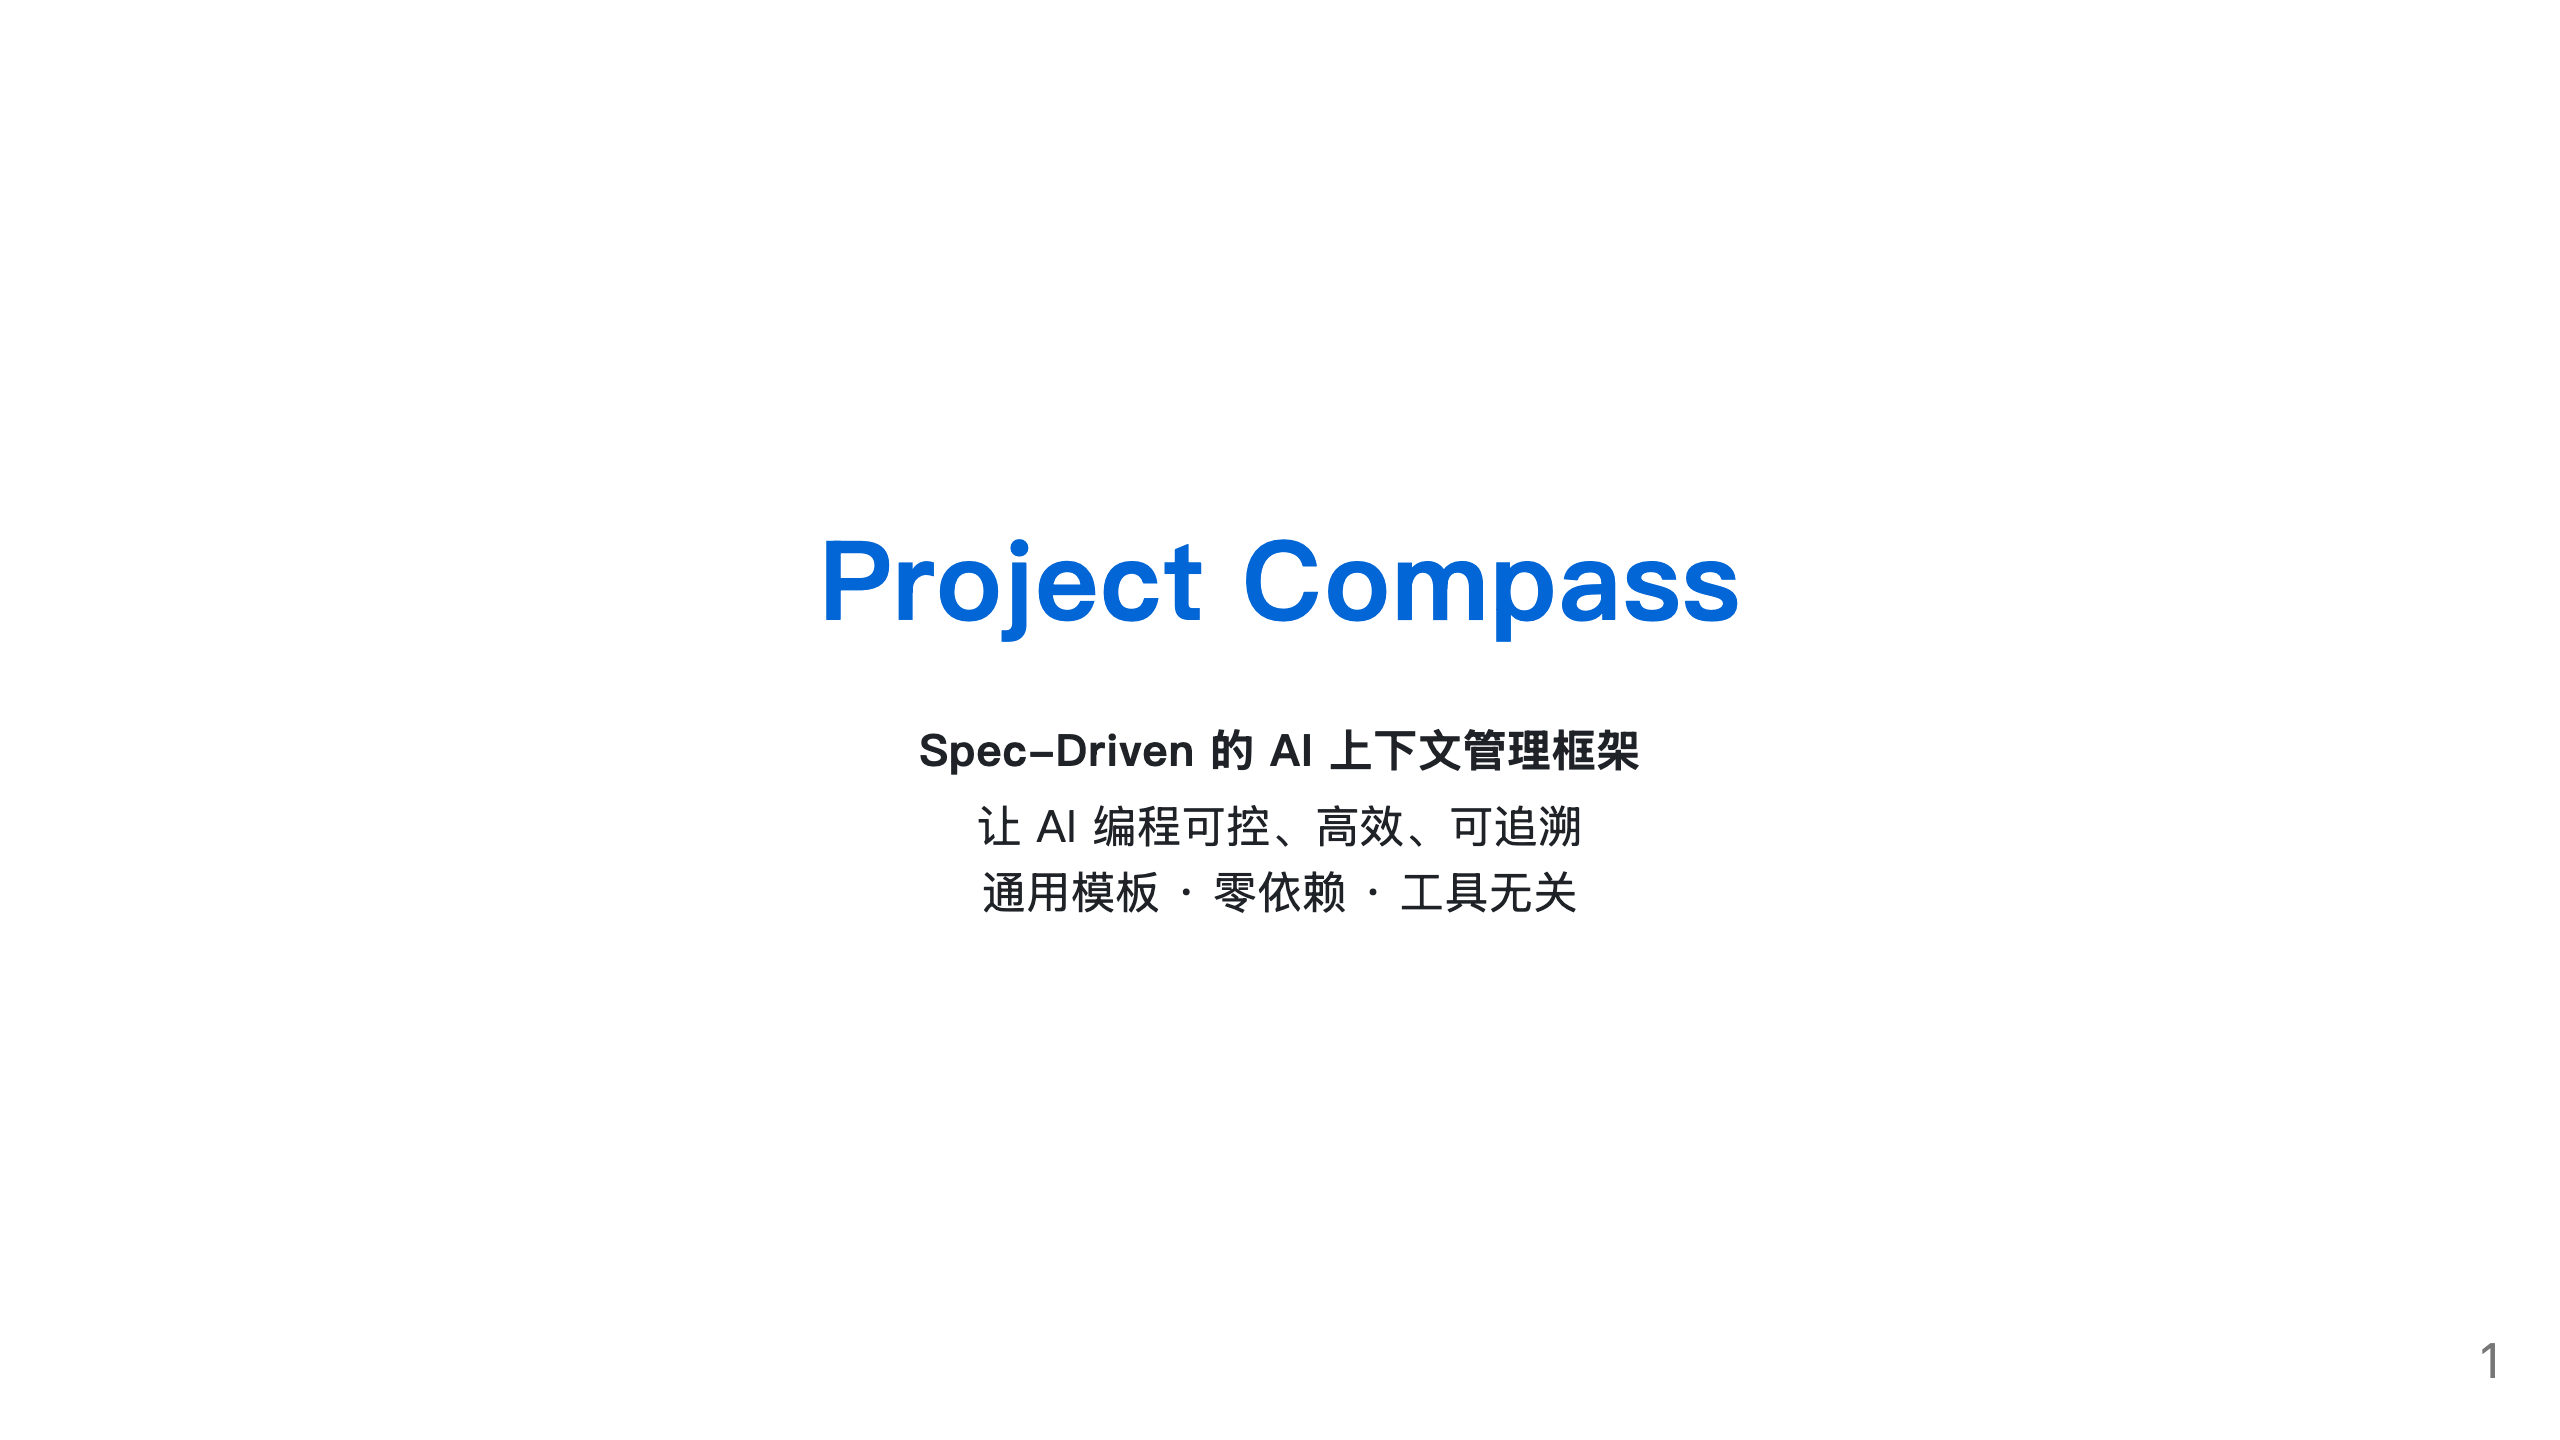 Project Compass
Spec-Driven 的 AI 上下文管理框架
让 AI 编程可控、高效、可追溯
通用模板 · 零依赖 · 工具无关
1